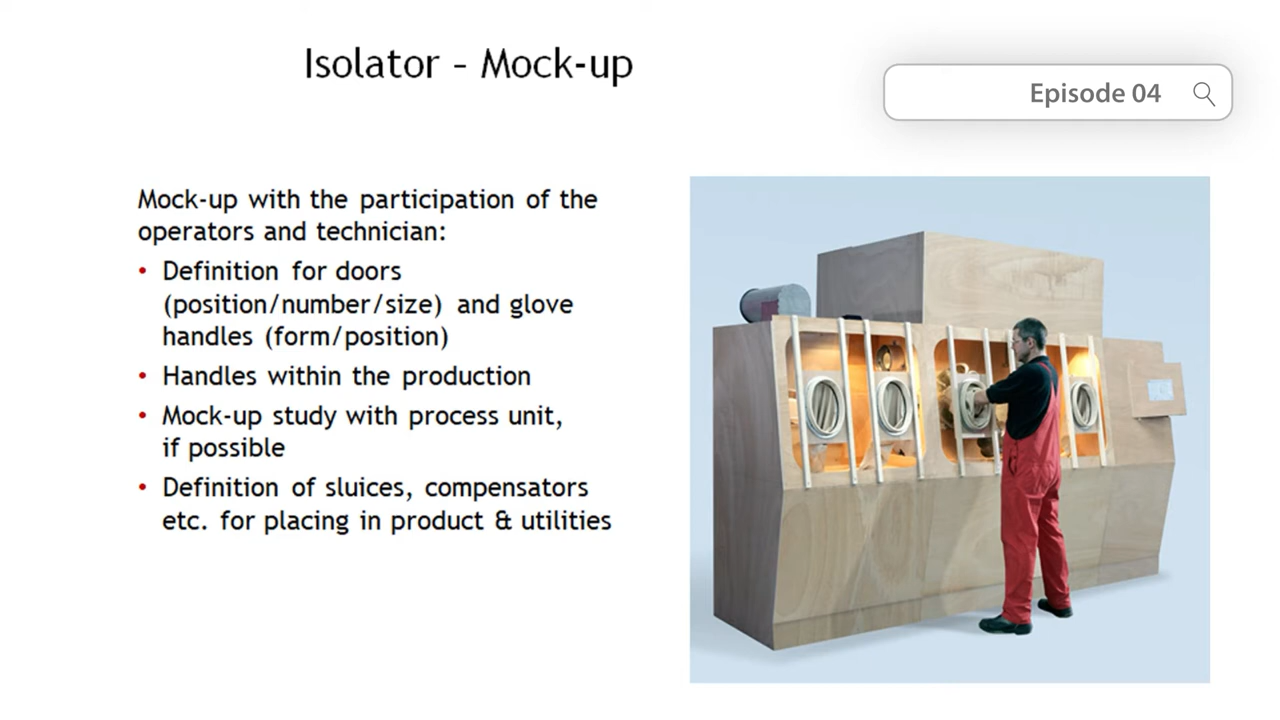 Isolator – Mock-up
Episode 04
Mock-up with the participation of the
operators and technician:
• Definition for doors
(position/number/size) and glove
handles (form/position)
• Handles within the production
• Mock-up study with process unit,
if possible
• Definition of sluices, compensators
etc. for placing in product & utilities